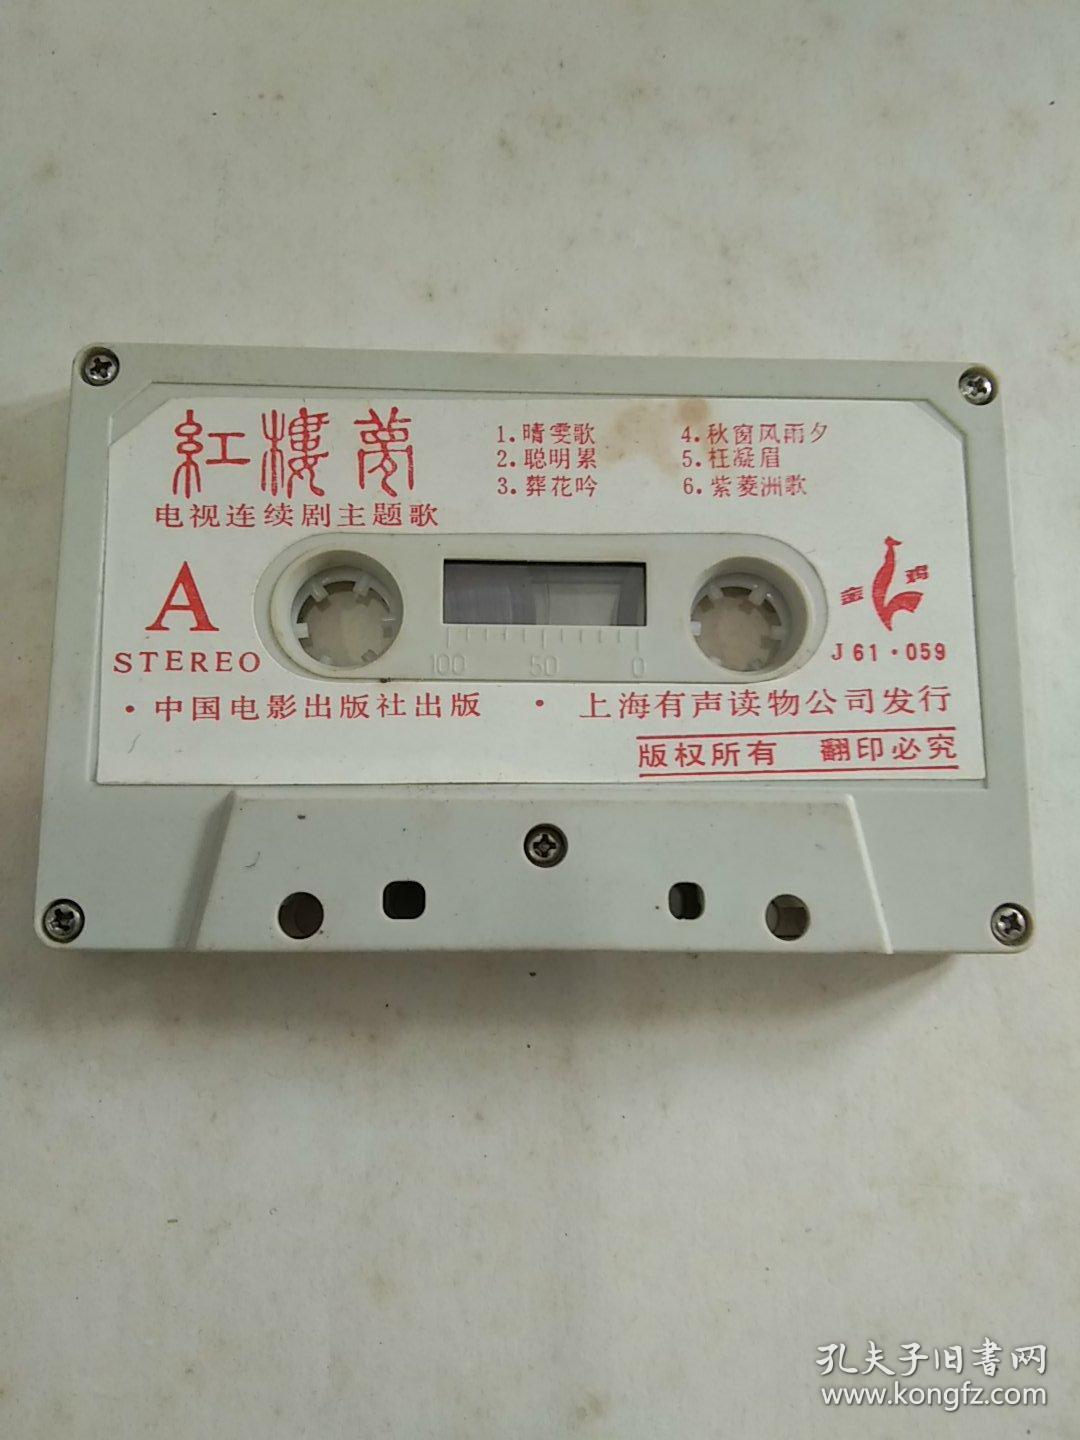 紅樓夢
电视连续剧主题歌
1.晴雯歌
2.聪明累
3.葬花吟
4.秋窗风雨夕
5.枉凝眉
6.紫菱洲歌
A
STEREO
100 50 0
金鸡
J61·059
·中国电影出版社出版 ·上海有声读物公司发行
版权所有 翻印必究
孔夫子旧書网
www.kongfz.com